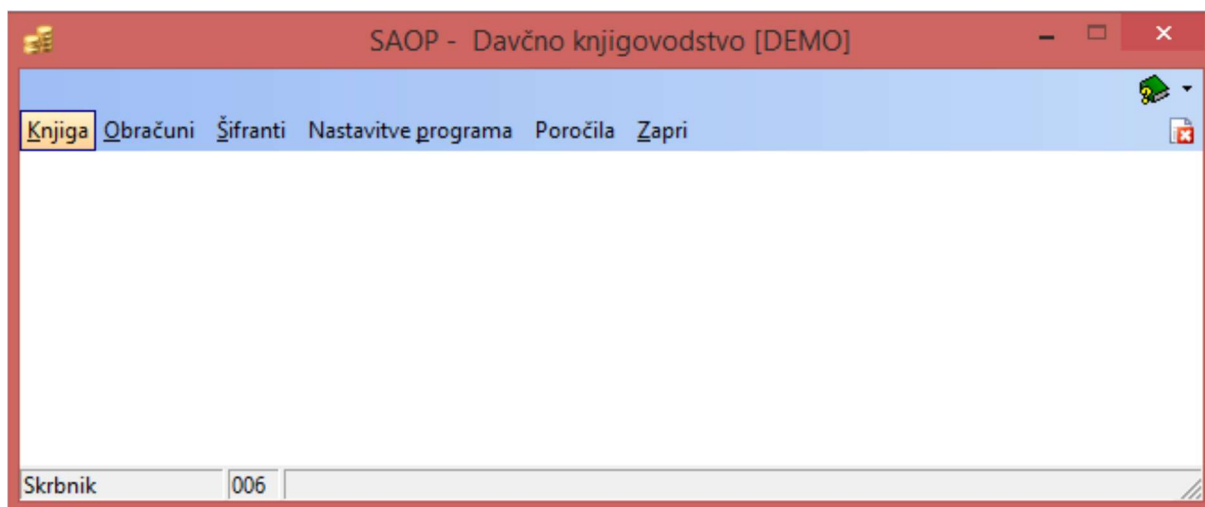 SAOP - Davčno knjigovodstvo [DEMO]
Knjiga Obračuni Šifranti Nastavitve programa Poročila Zapri
Skrbnik 006